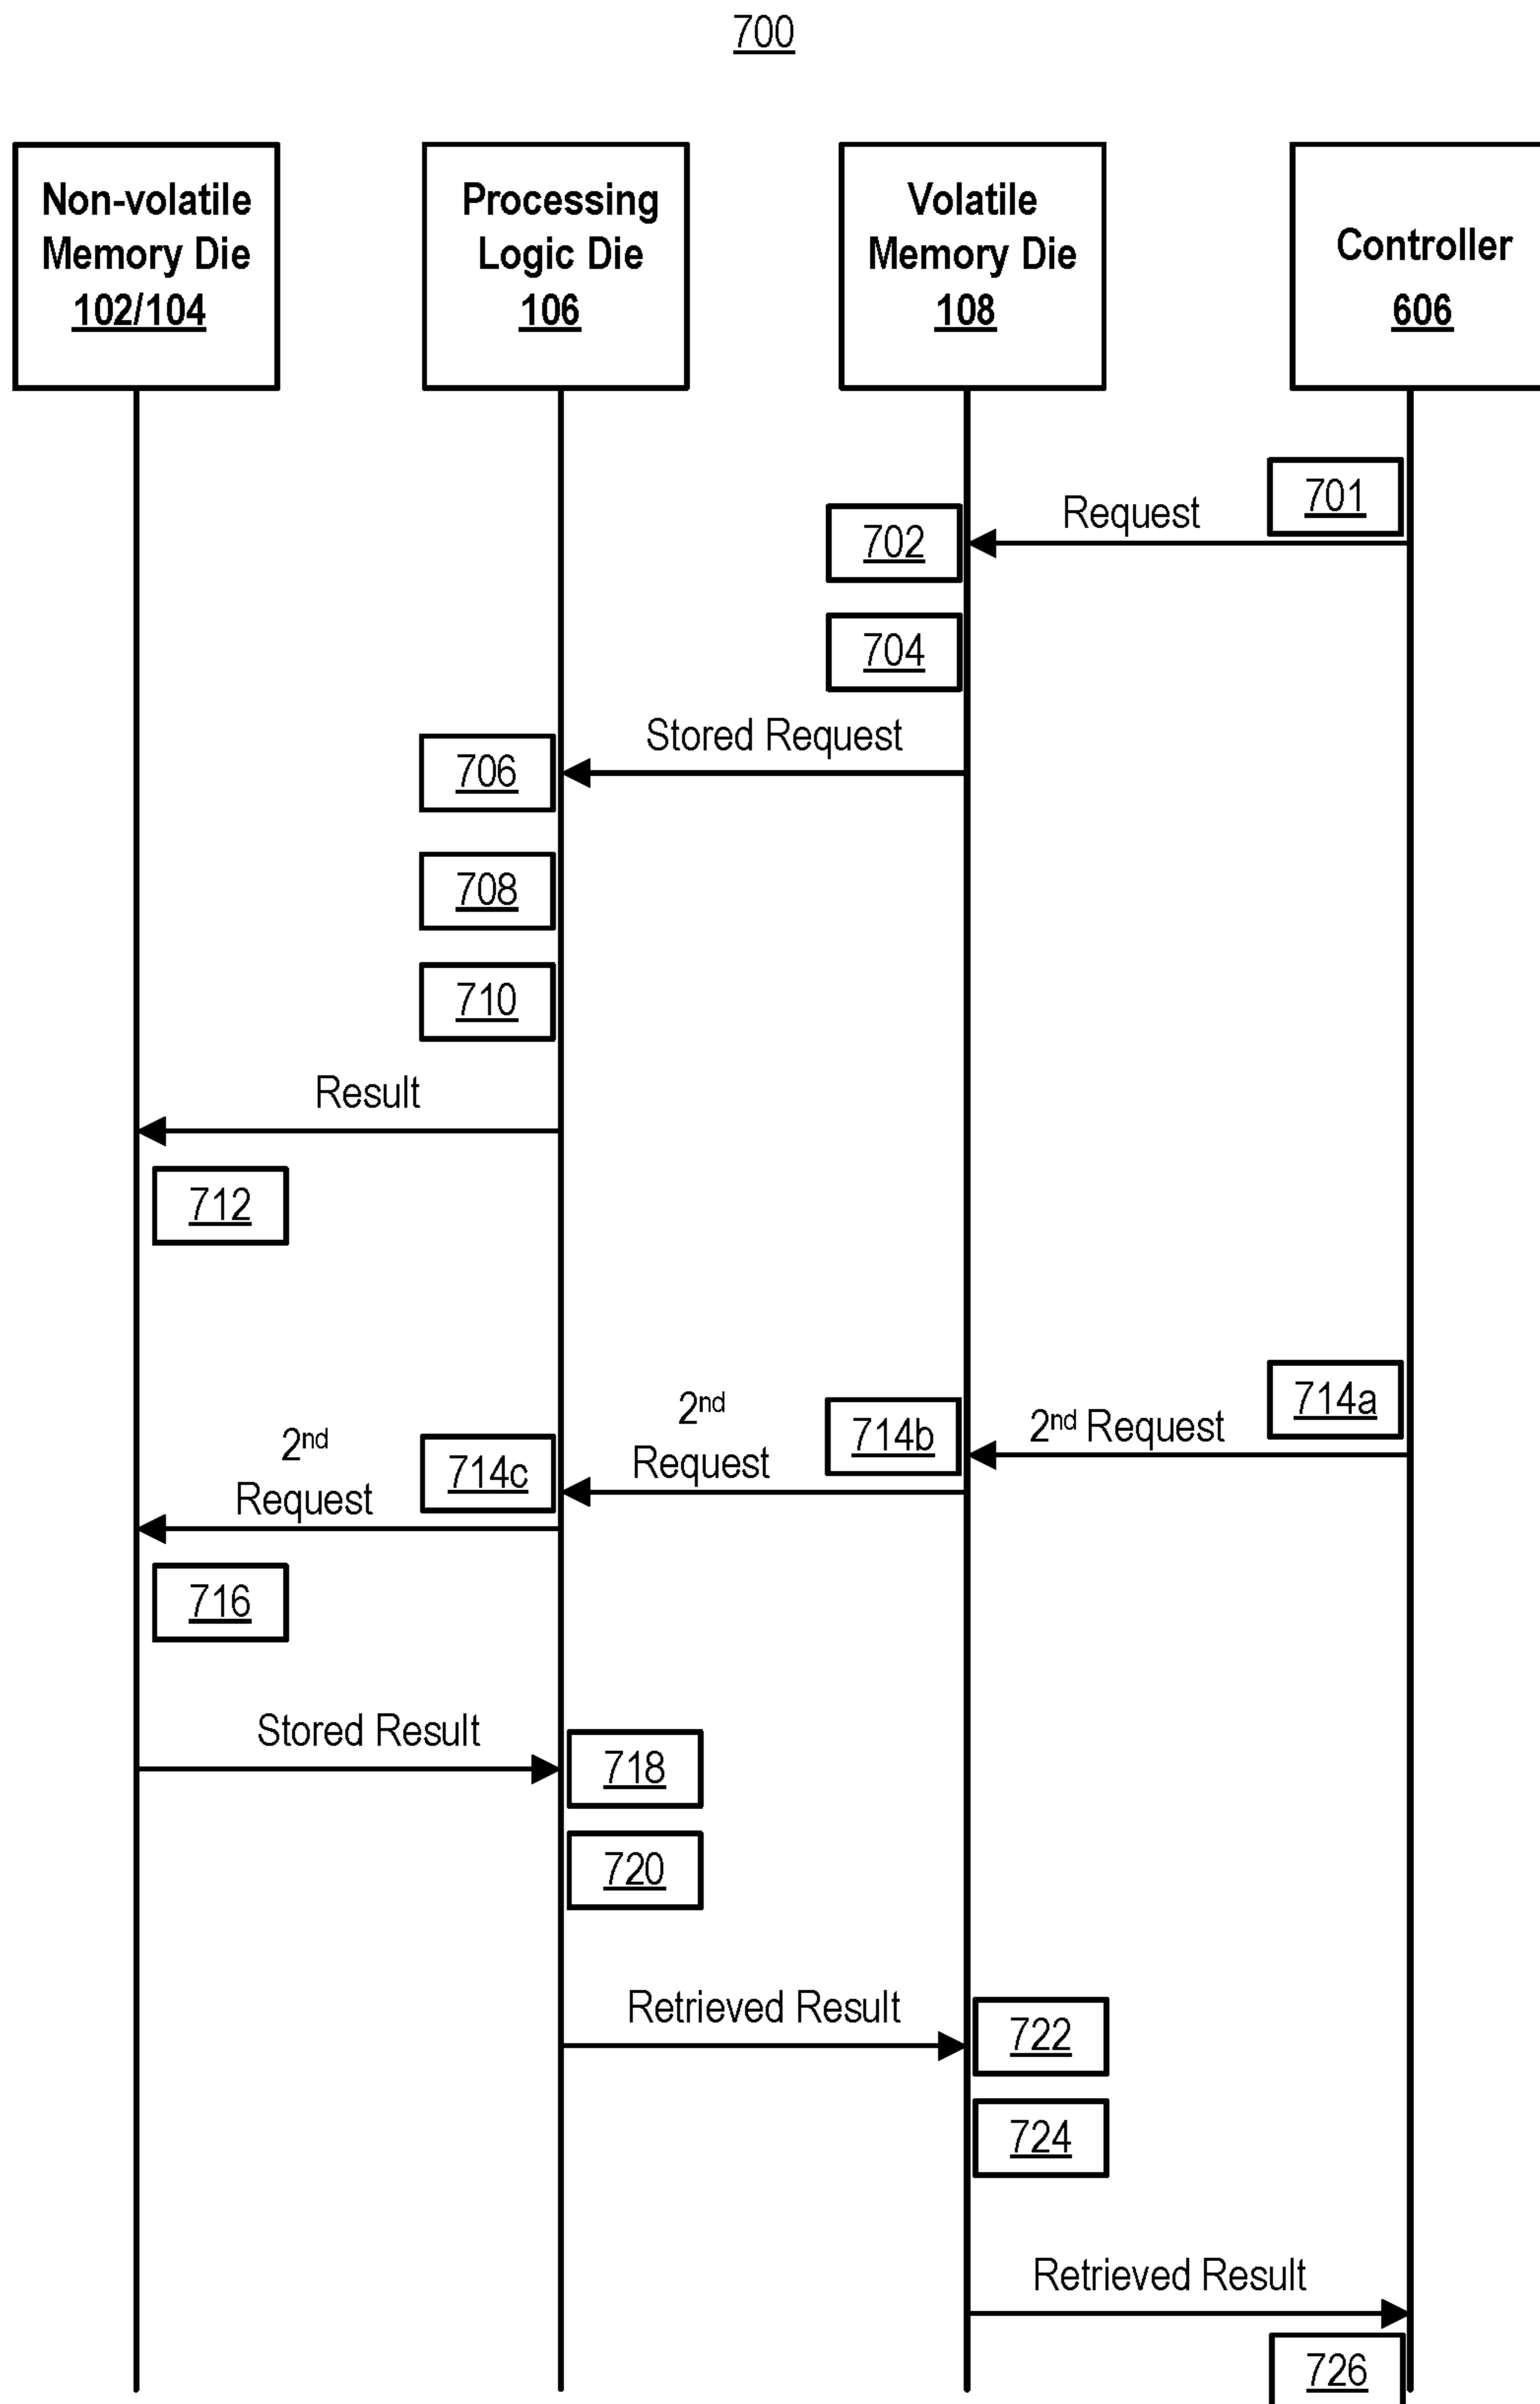 700
Non-volatile
Memory Die
102/104
Processing
Logic Die
106
Volatile
Memory Die
108
Controller
606
701
Request
702
704
Stored Request
706
708
710
Result
712
714a
2nd Request
714b
2nd
Request
714c
2nd
Request
716
Stored Result
718
720
Retrieved Result
722
724
Retrieved Result
726